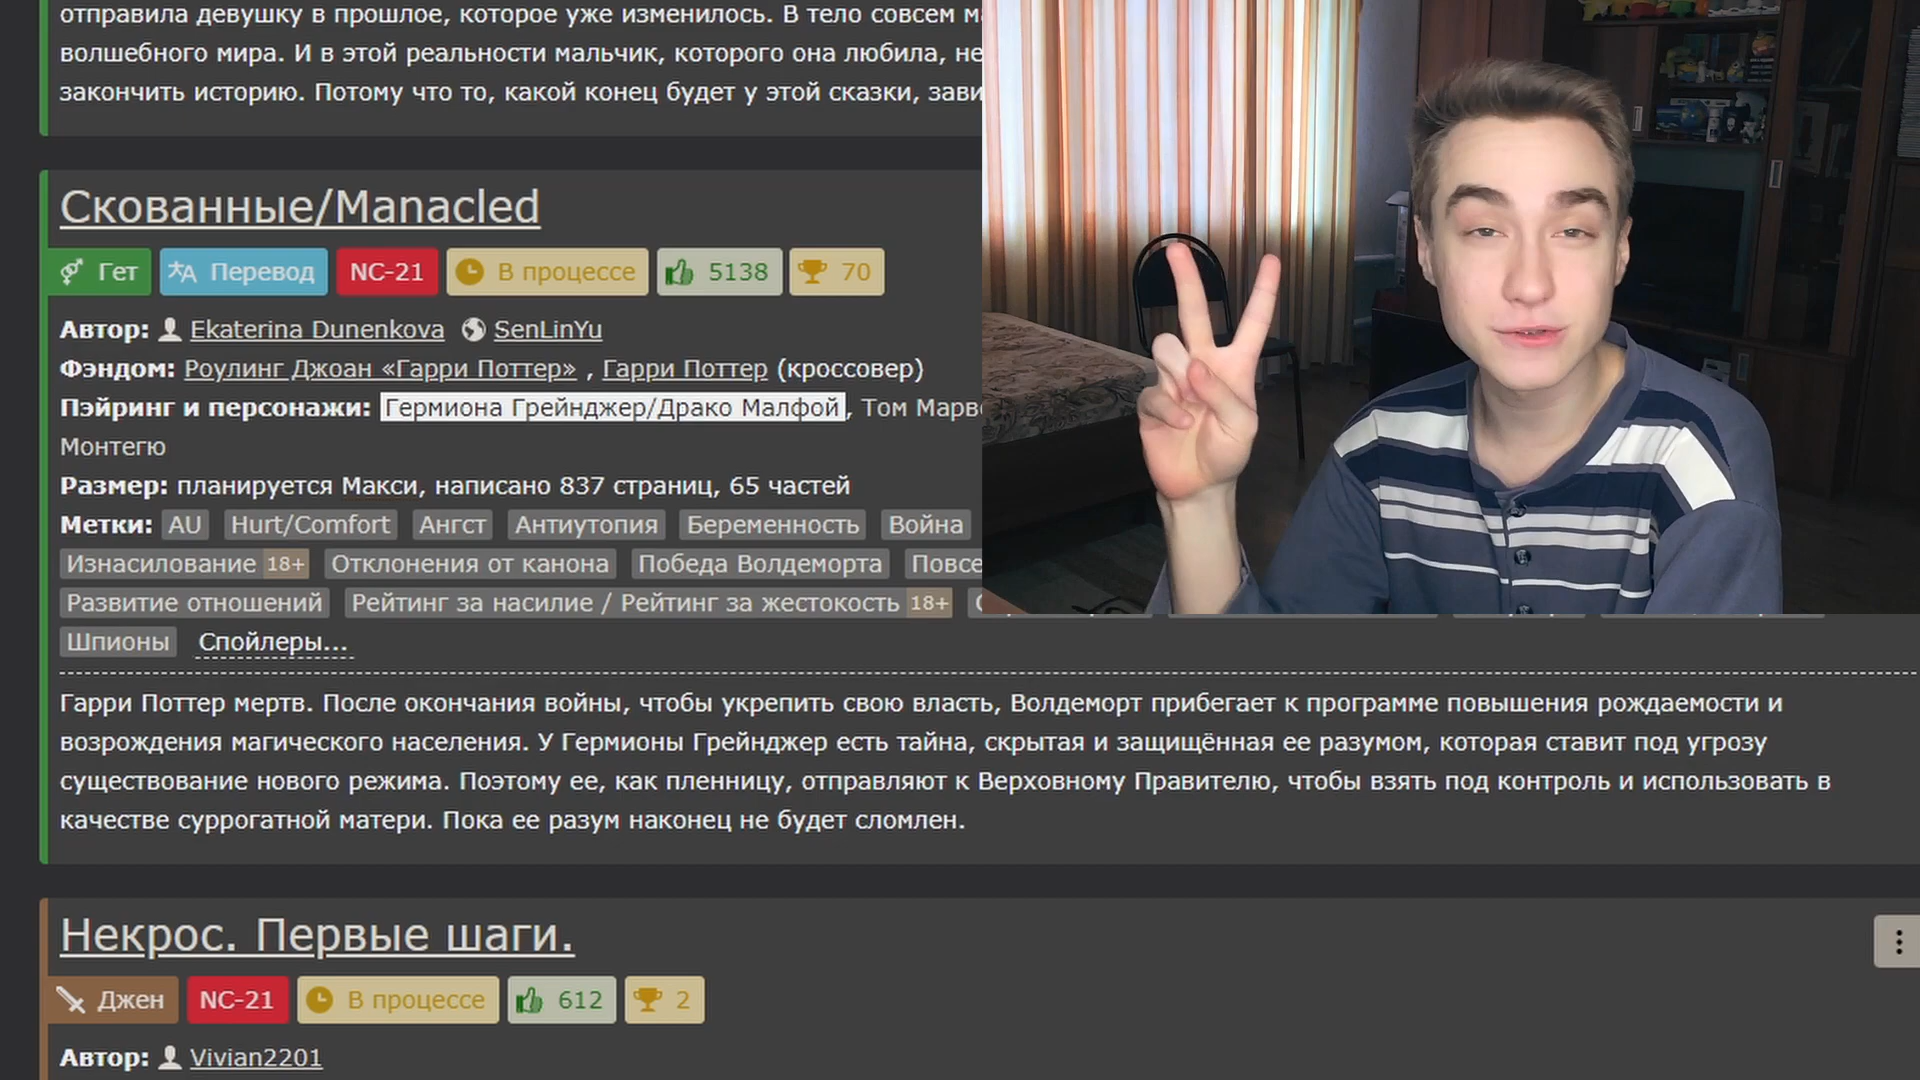 отправила девушку в прошлое, которое уже изменилось. В тело совсем
волшебного мира. И в этой реальности мальчик, которого она любила,
закончить историю. Потому что то, какой конец будет у этой сказки,
Скованные/Manacled
Гет Перевод NC-21 В процессе 5138 70
Автор: Ekaterina Dunenkova SenLinYu
Фэндом: Роулинг Джоан «Гарри Поттер» , Гарри Поттер (кроссовер)
Пэйринг и персонажи: Гермиона Грейнджер/Драко Малфой, Том
Монтегю
Размер: планируется Макси, написано 837 страниц, 65 частей
Метки: AU Hurt/Comfort Ангст Антиутопия Беременность Война
Изнасилование 18+ Отклонения от канона Победа Волдеморта
Развитие отношений Рейтинг за насилие / Рейтинг за жестокость 18+
Шпионы Спойлеры...
Гарри Поттер мертв. После окончания войны, чтобы укрепить свою власть, Волдеморт прибегает к программе повышения рождаемости и
возрождения магического населения. У Гермионы Грейнджер есть тайна, скрытая и защищённая ее разумом, которая ставит под угрозу
существование нового режима. Поэтому ее, как пленницу, отправляют к Верховному Правителю, чтобы взять под контроль и использовать в
качестве суррогатной матери. Пока ее разум наконец не будет сломлен.
Некрос. Первые шаги.
Джен NC-21 В процессе 612 2
Автор: Vivian2201